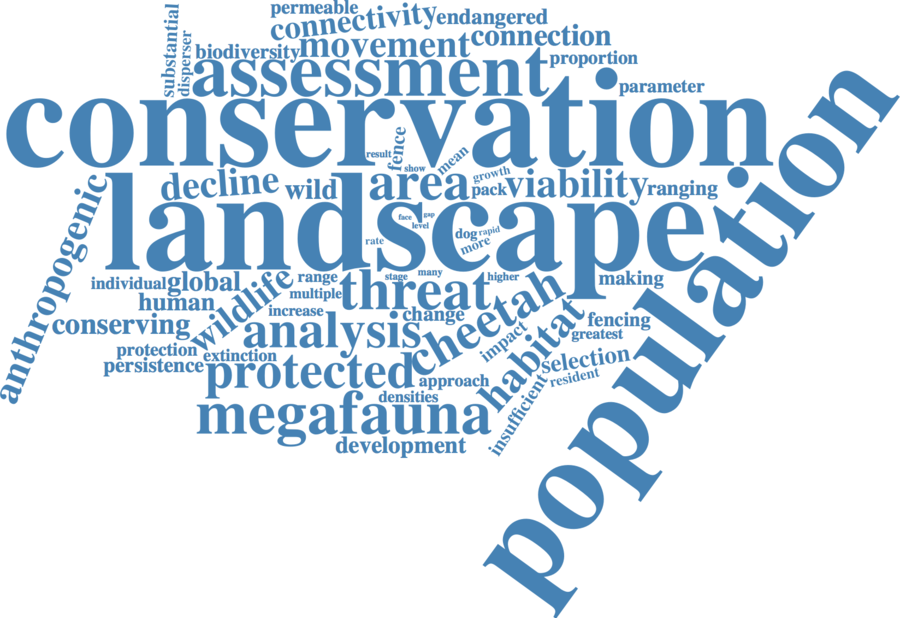 permeable
connectivity
endangered
substantial
disperser
biodiversity
movement
connection
assessment
proportion
parameter
conservation
population
result
fence
show
mean
growth
anthropogenic
decline
wild
area
pack
viability
ranging
landscape
face
gap
level
rate
dog
rapid
more
individual
global
wildlife
range
stage
many
higher
making
human
multiple
threat
cheetah
conserving
increase
change
analysis
impact
habitat
fencing
greatest
protection
extinction
persistence
protected
approach
selection
resident
densities
insufficient
megafauna
development